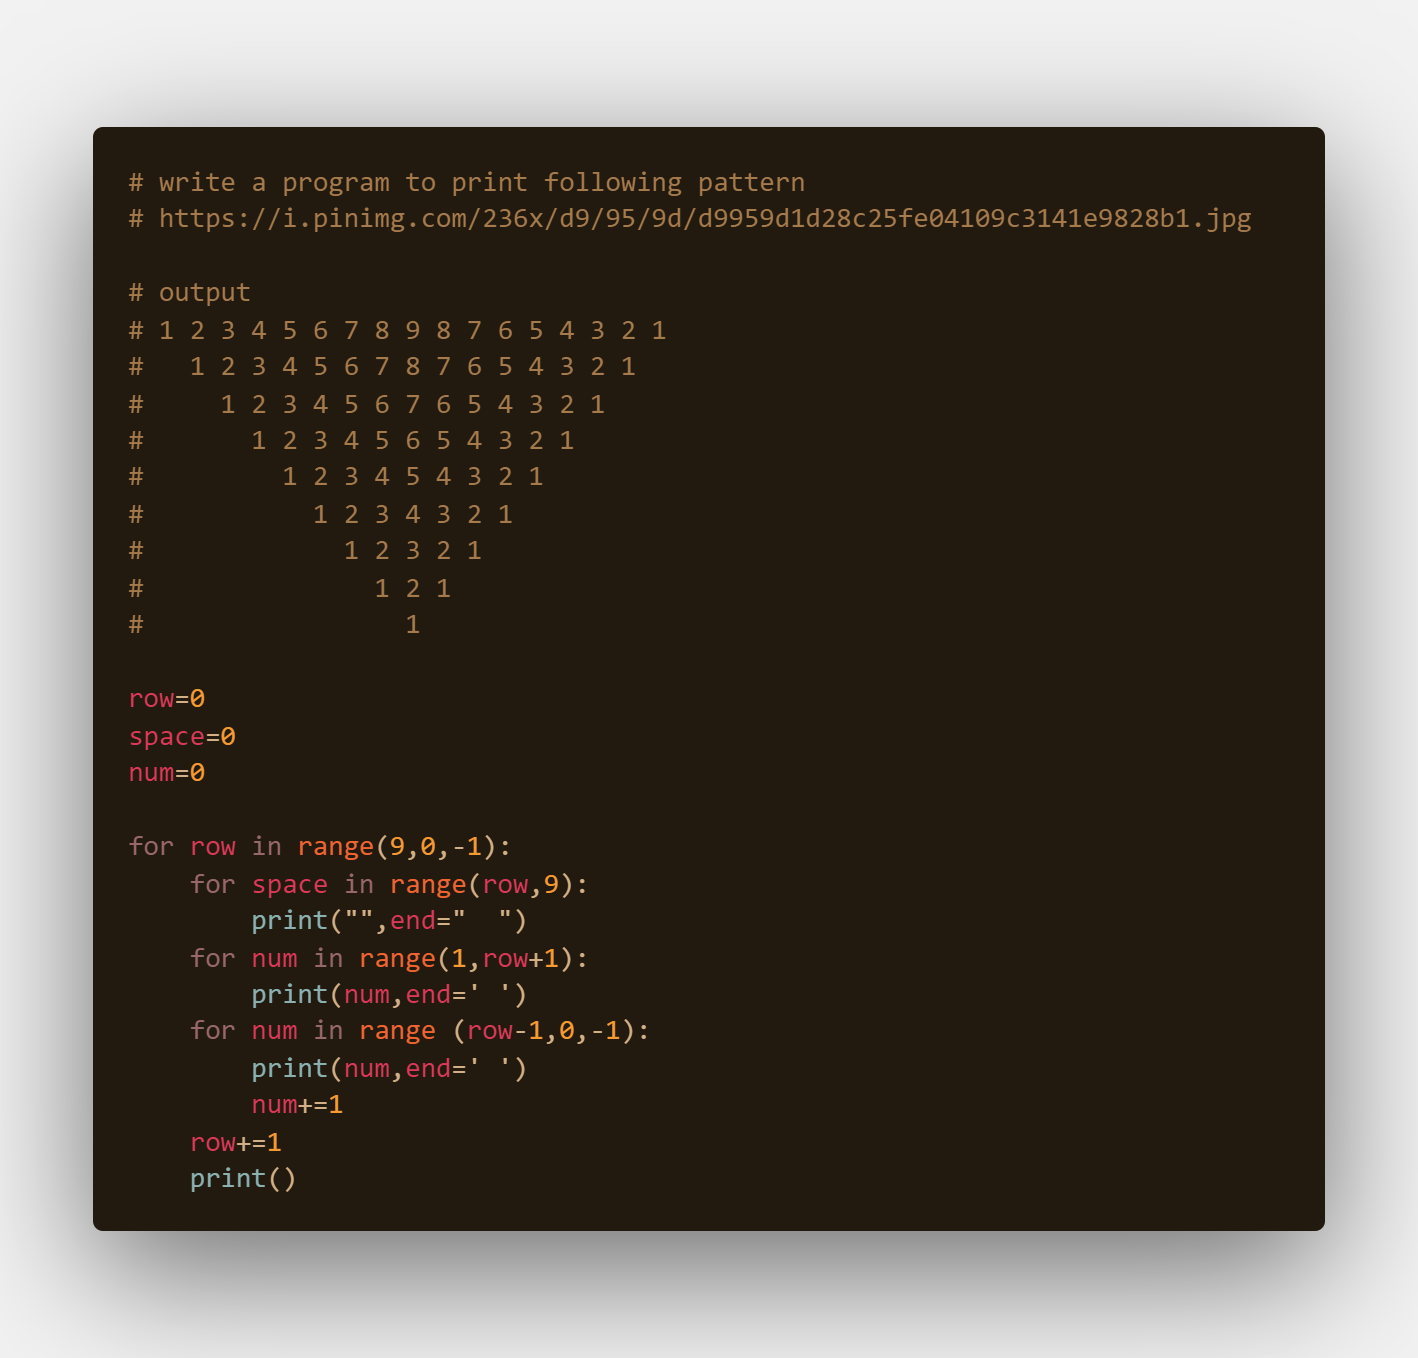 # write a program to print following pattern
# https://i.pinimg.com/236x/d9/95/9d/d9959d1d28c25fe04109c3141e9828b1.jpg

# output
# 1 2 3 4 5 6 7 8 9 8 7 6 5 4 3 2 1
#   1 2 3 4 5 6 7 8 7 6 5 4 3 2 1
#     1 2 3 4 5 6 7 6 5 4 3 2 1
#       1 2 3 4 5 6 5 4 3 2 1
#         1 2 3 4 5 4 3 2 1
#           1 2 3 4 3 2 1
#             1 2 3 2 1
#               1 2 1
#                 1

row=0
space=0
num=0

for row in range(9,0,-1):
    for space in range(row,9):
        print("",end="  ")
    for num in range(1,row+1):
        print(num,end=' ')
    for num in range (row-1,0,-1):
        print(num,end=' ')
        num+=1
    row+=1
    print()